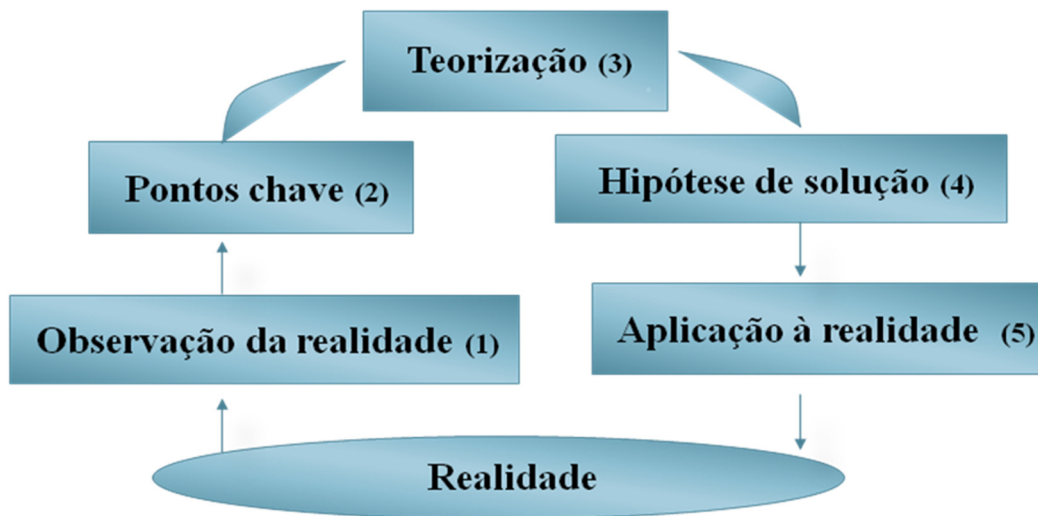 Teorização (3)
Pontos chave (2)
Hipótese de solução (4)
Observação da realidade (1)
Aplicação à realidade (5)
Realidade